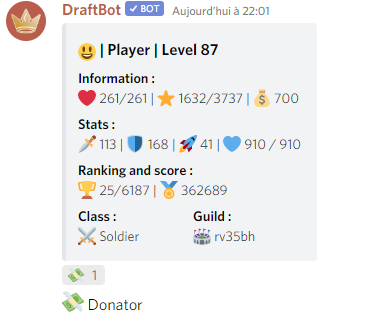 DraftBot ✓ BOT Aujourd'hui à 22:01
😃 | Player | Level 87
Information :
❤️ 261/261 | ⭐ 1632/3737 | 💰 700
Stats :
🗡️ 113 | 🛡️ 168 | 🚀 41 | 💙 910 / 910
Ranking and score :
🏆 25/6187 | 🏅 362689
Class : Guild :
⚔️ Soldier 🏟️ rv35bh
💸 1
💸 Donator